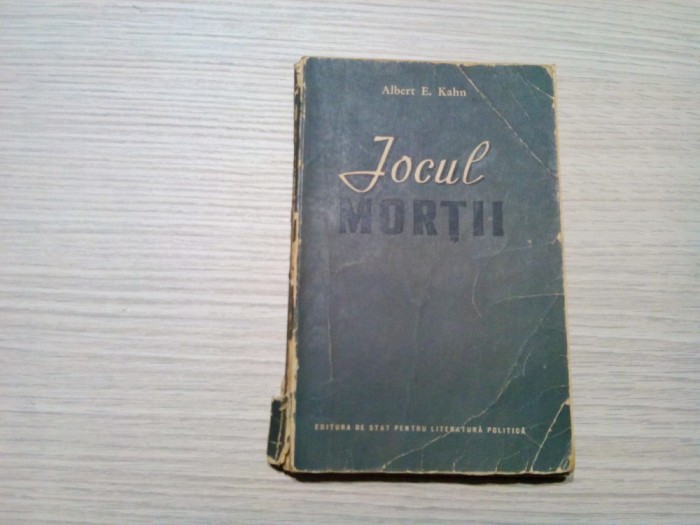 Albert E. Kahn
Jocul
MORȚII
EDITURA DE STAT PENTRU LITERATURĂ POLITICĂ